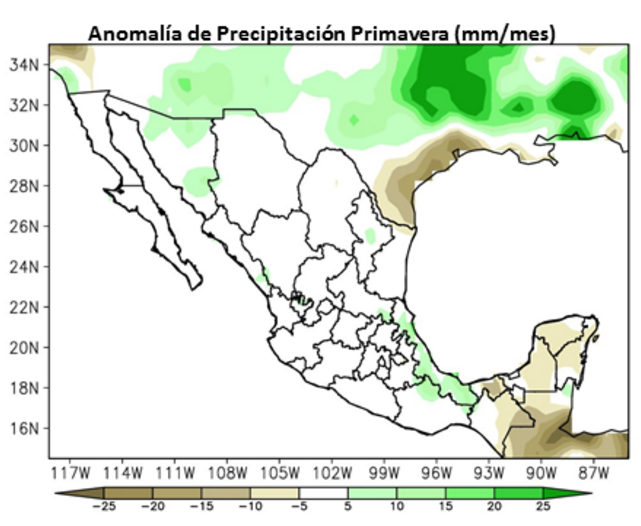 Anomalía de Precipitación Primavera (mm/mes)
34N
32N
30N
28N
26N
24N
22N
20N
18N
16N
117W 114W 111W 108W 105W 102W 99W 96W 93W 90W 87W
−25 −20 −15 −10 −5 5 10 15 20 25